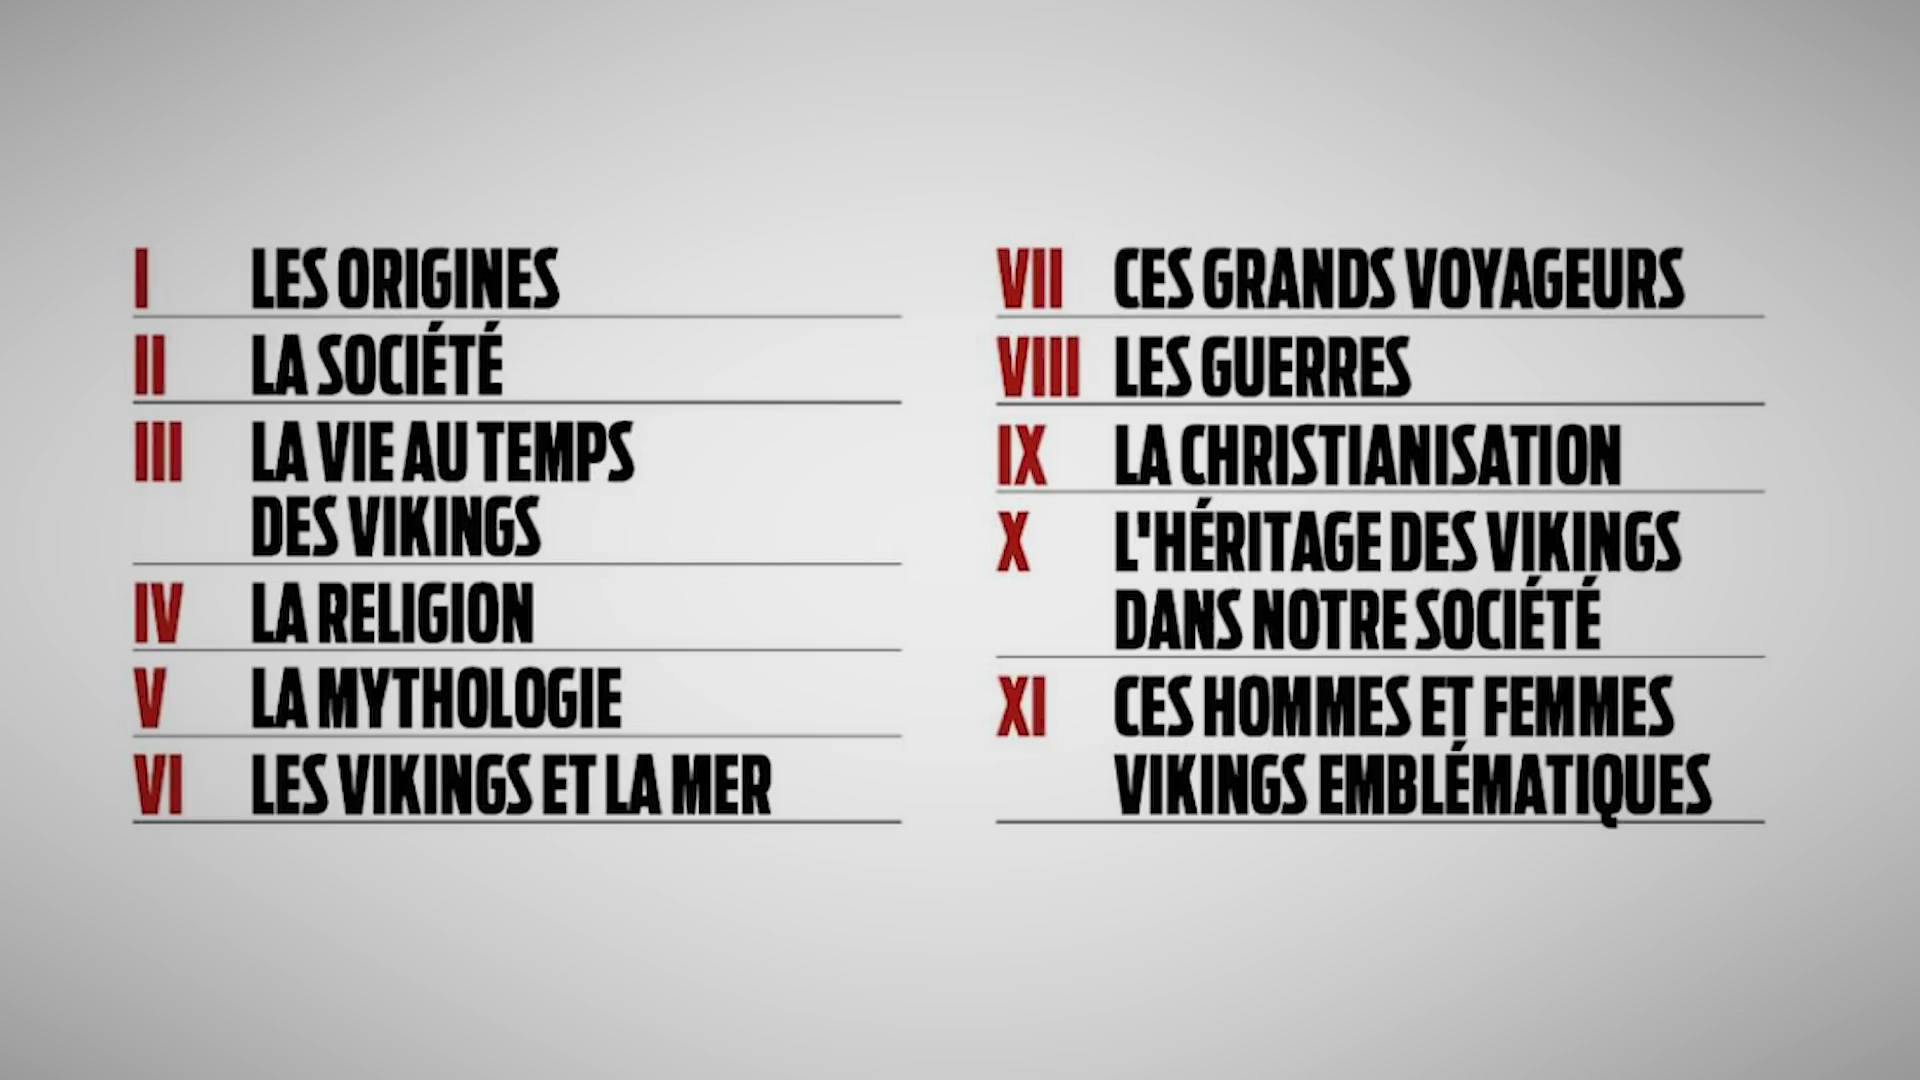 I LES ORIGINES
II LA SOCIÉTÉ
III LA VIE AU TEMPS
DES VIKINGS
IV LA RELIGION
V LA MYTHOLOGIE
VI LES VIKINGS ET LA MER
VII CES GRANDS VOYAGEURS
VIII LES GUERRES
IX LA CHRISTIANISATION
X L'HÉRITAGE DES VIKINGS
DANS NOTRE SOCIÉTÉ
XI CES HOMMES ET FEMMES
VIKINGS EMBLÉMATIQUES